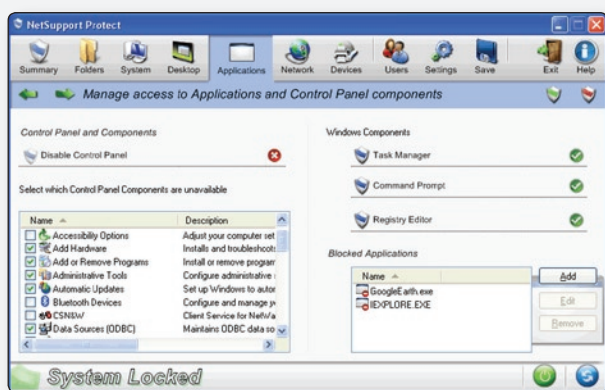 NetSupport Protect
Summary Folders System Desktop Applications Network Devices Users Settings Save Exit Help
Manage access to Applications and Control Panel components
Control Panel and Components
Disable Control Panel
Select which Control Panel Components are unavailable
Name Description
Accessibility Options Adjust your computer set
Add Hardware Installs and troubleshoots
Add or Remove Programs Install or remove program
Administrative Tools Configure administrative
Automatic Updates Set up Windows to autor
Bluetooth Devices Configure and manage y
CSNW Client Service for NetWa
Data Sources (ODBC) Maintains ODBC data so
Windows Components
Task Manager
Command Prompt
Registry Editor
Blocked Applications
Name
GoogleEarth.exe
IEXPLORE.EXE
Add
Edit
Remove
System Locked